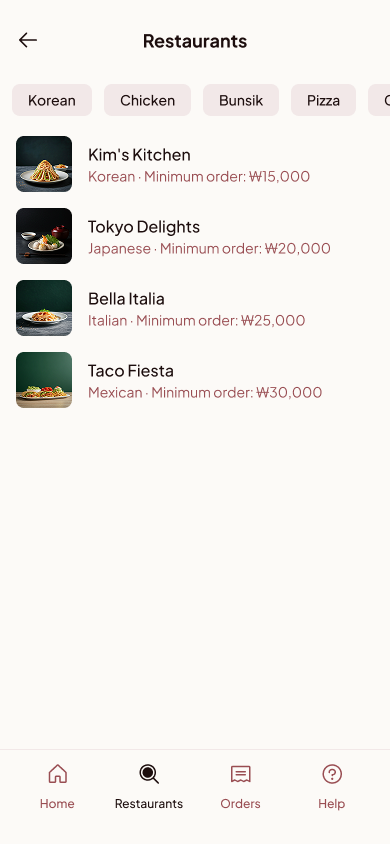 Restaurants
Korean
Chicken
Bunsik
Pizza
Kim's Kitchen
Korean · Minimum order: ₩15,000
Tokyo Delights
Japanese · Minimum order: ₩20,000
Bella Italia
Italian · Minimum order: ₩25,000
Taco Fiesta
Mexican · Minimum order: ₩30,000
Home
Restaurants
Orders
Help